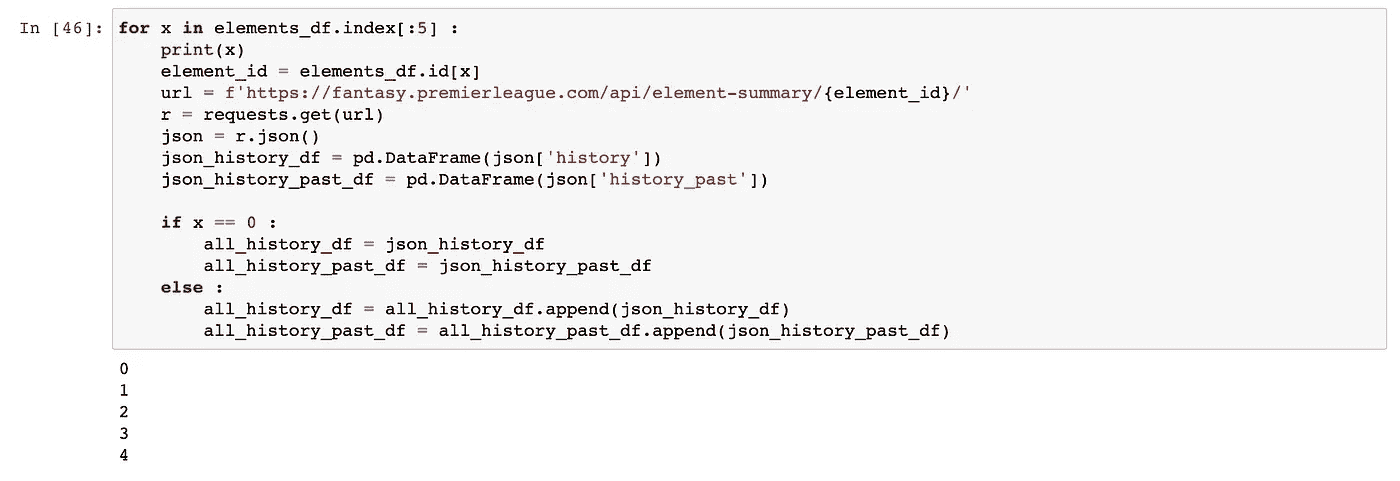 In [46]: for x in elements_df.index[:5] :
    print(x)
    element_id = elements_df.id[x]
    url = f'https://fantasy.premierleague.com/api/element-summary/{element_id}/'
    r = requests.get(url)
    json = r.json()
    json_history_df = pd.DataFrame(json['history'])
    json_history_past_df = pd.DataFrame(json['history_past'])

    if x == 0 :
        all_history_df = json_history_df
        all_history_past_df = json_history_past_df
    else :
        all_history_df = all_history_df.append(json_history_df)
        all_history_past_df = all_history_past_df.append(json_history_past_df)
0
1
2
3
4